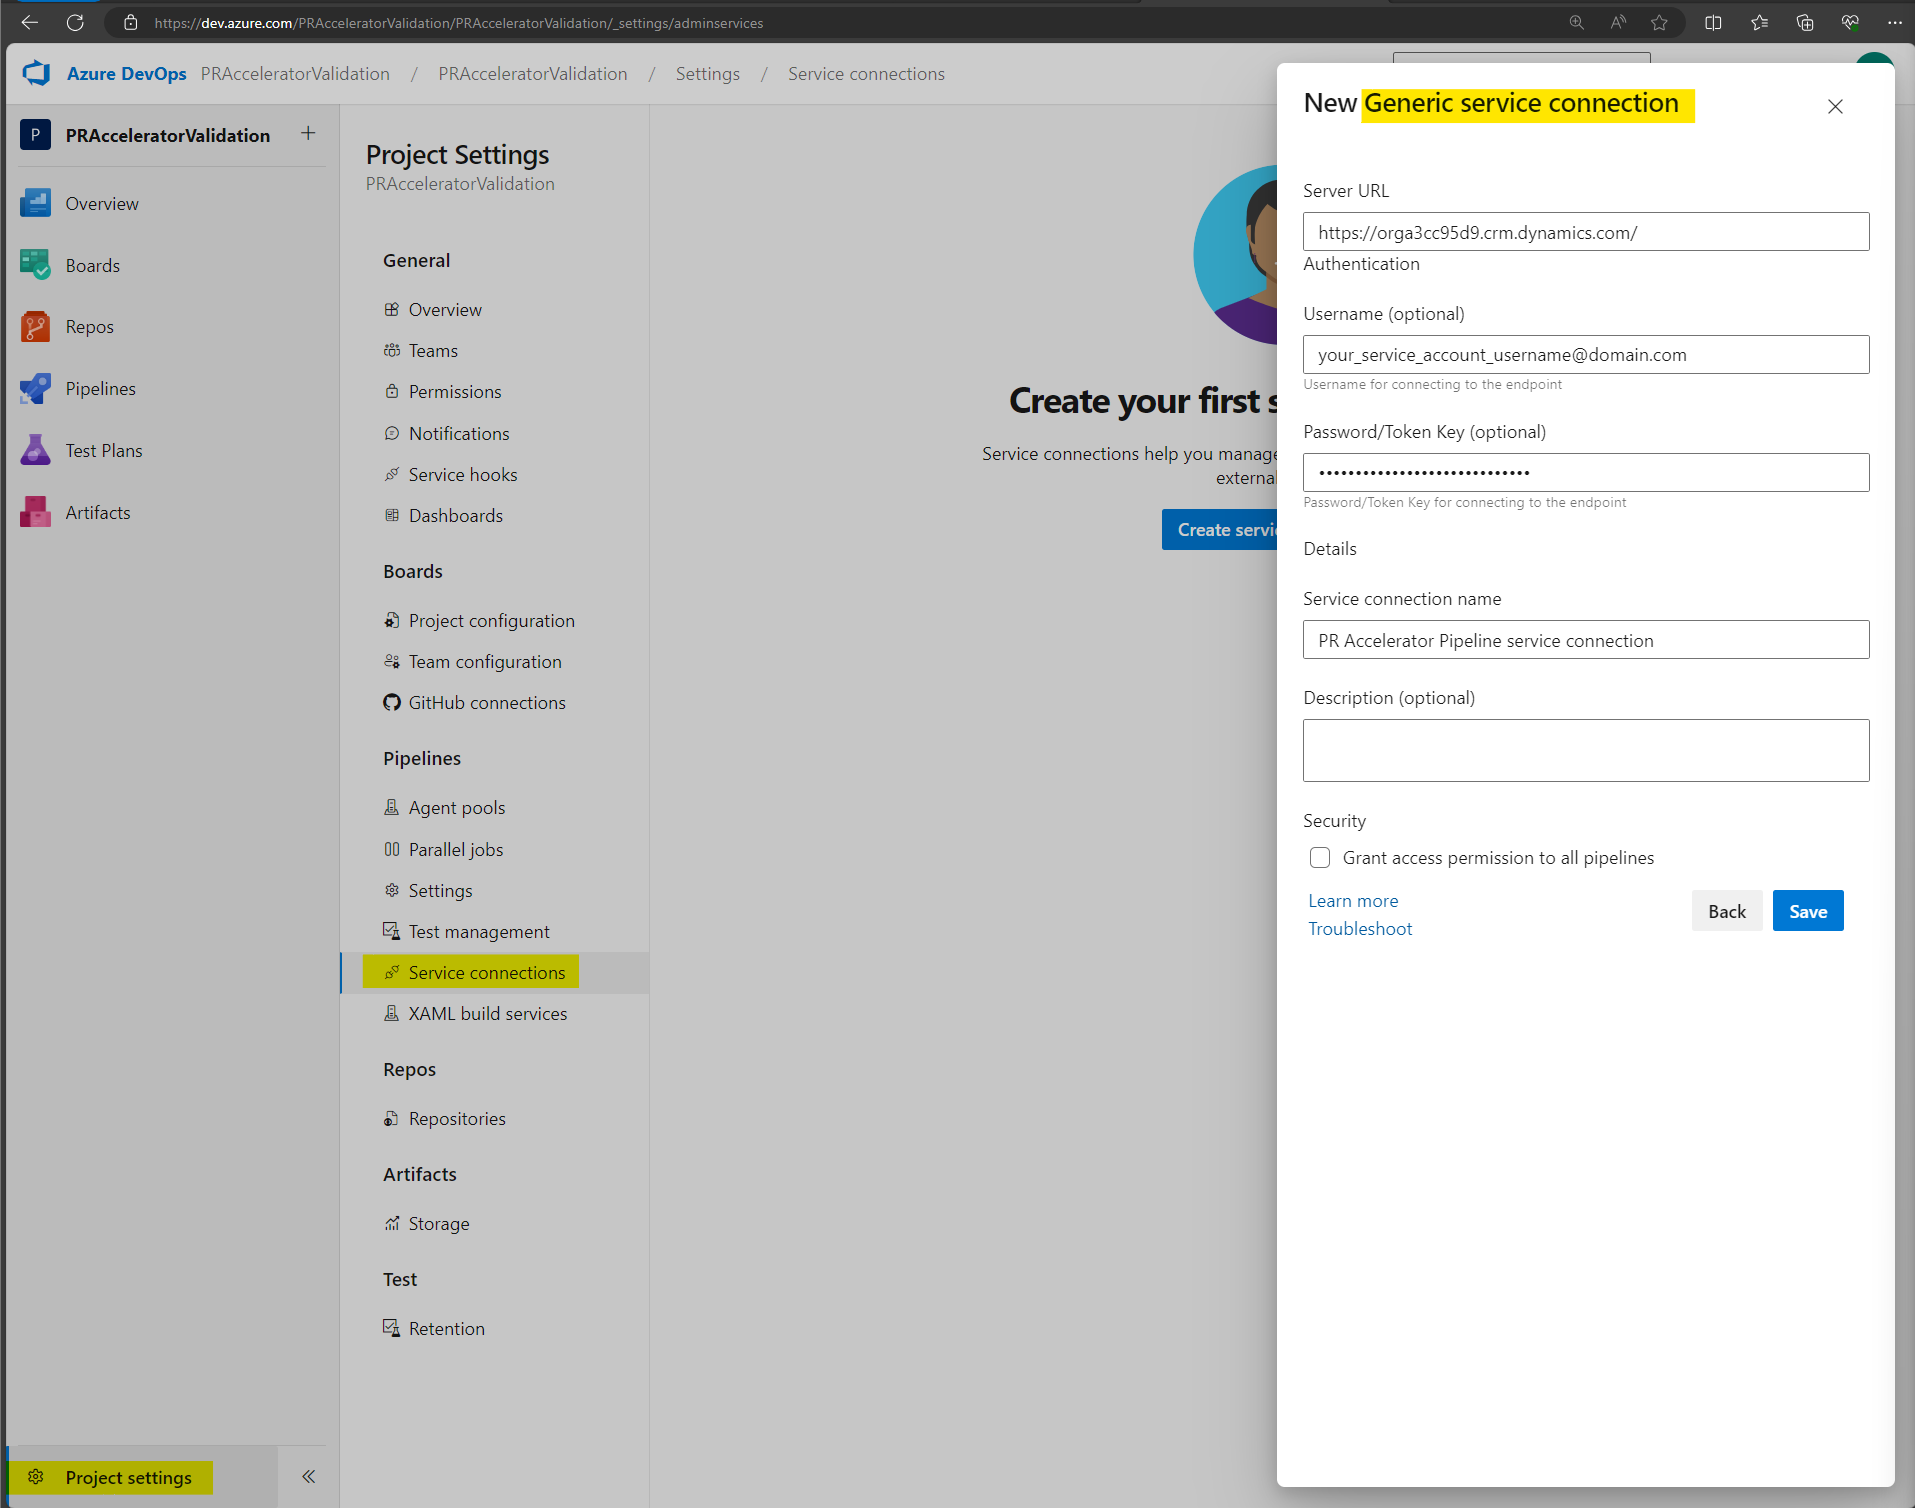 https://dev.azure.com/PRAcceleratorValidation/PRAcceleratorValidation/_settings/adminservices
Azure DevOps PRAcceleratorValidation / PRAcceleratorValidation / Settings / Service connections
P PRAcceleratorValidation
Overview
Boards
Repos
Pipelines
Test Plans
Artifacts
Project settings
Project Settings
PRAcceleratorValidation
General
Overview
Teams
Permissions
Notifications
Service hooks
Dashboards
Boards
Project configuration
Team configuration
GitHub connections
Pipelines
Agent pools
Parallel jobs
Settings
Test management
Service connections
XAML build services
Repos
Repositories
Artifacts
Storage
Test
Retention
Create your first s
Service connections help you manage
external
Create servi
New Generic service connection
Server URL
https://orga3cc95d9.crm.dynamics.com/
Authentication
Username (optional)
your_service_account_username@domain.com
Username for connecting to the endpoint
Password/Token Key (optional)
•••••••••••••••••••••••••••••
Password/Token Key for connecting to the endpoint
Details
Service connection name
PR Accelerator Pipeline service connection
Description (optional)
Security
Grant access permission to all pipelines
Learn more
Troubleshoot
Back
Save